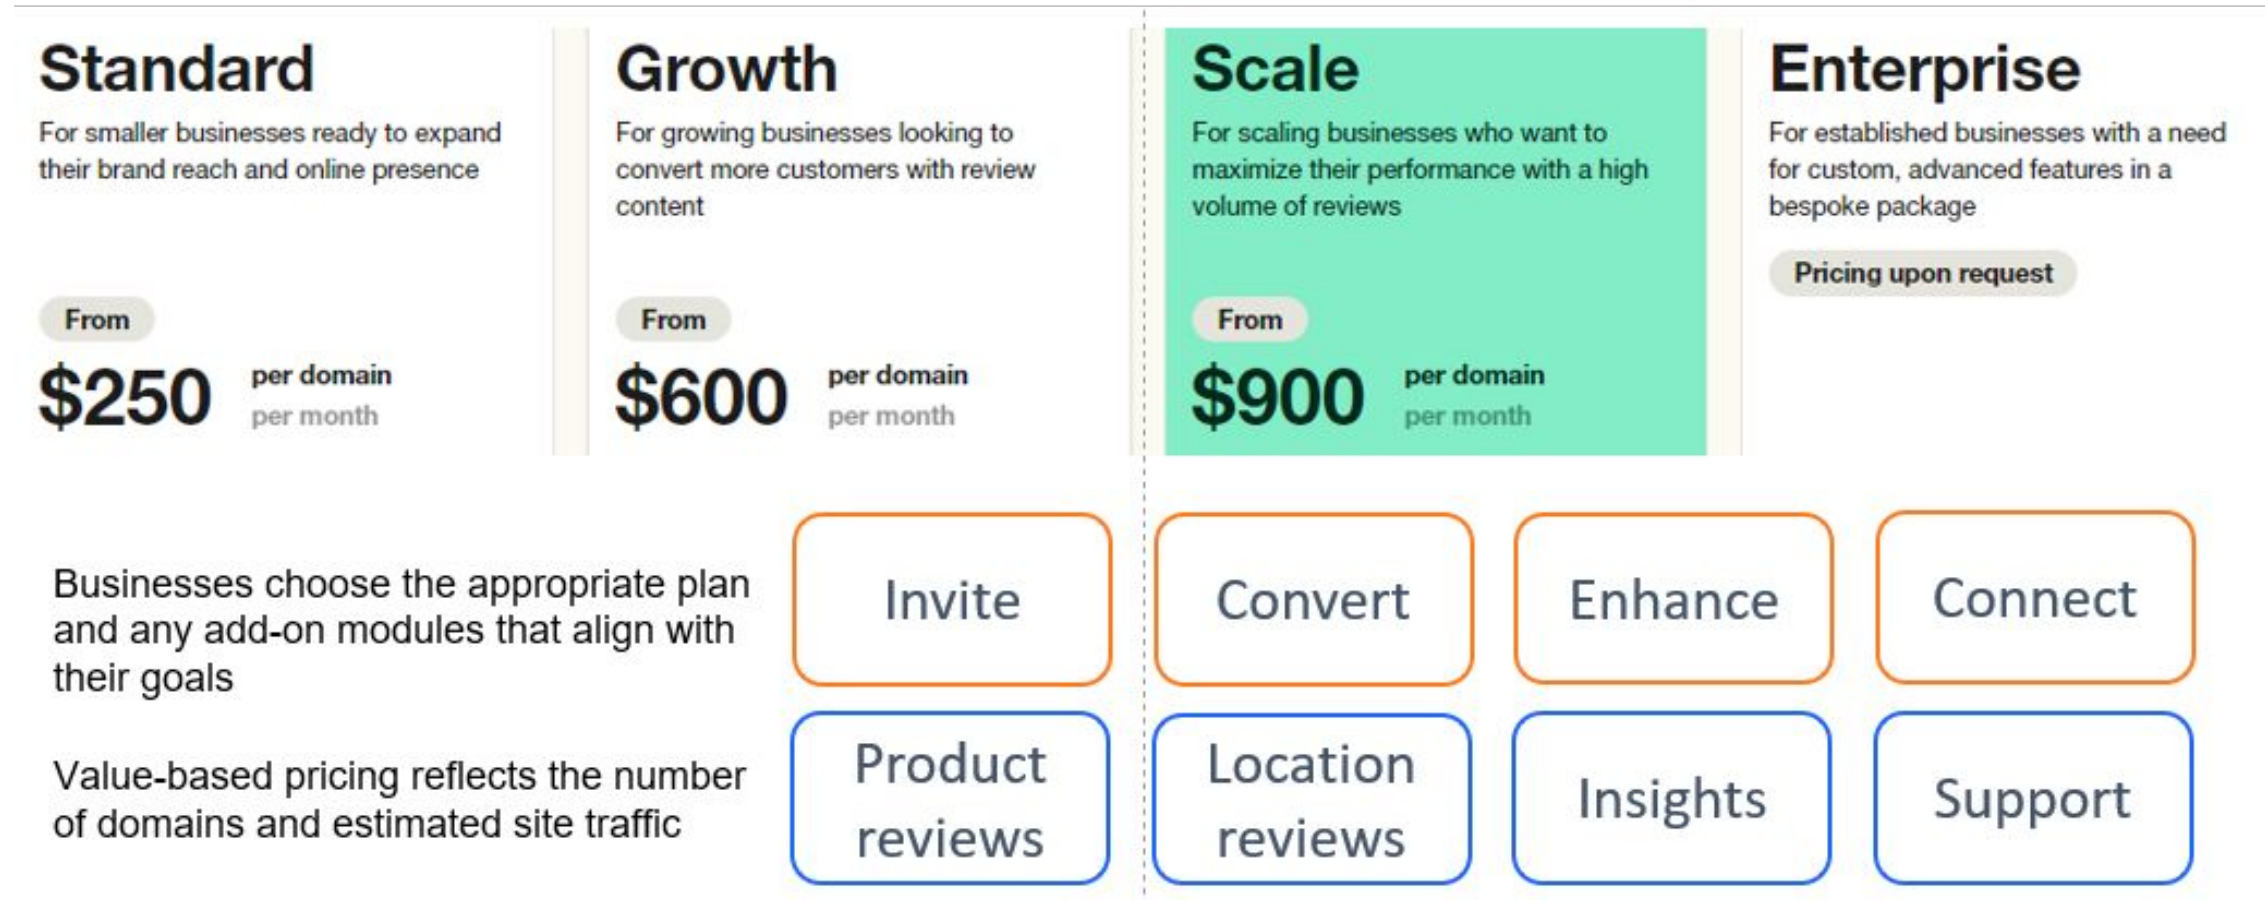 Standard
For smaller businesses ready to expand
their brand reach and online presence
From
$250
per domain
per month
Growth
For growing businesses looking to
convert more customers with review
content
From
$600
per domain
per month
Scale
For scaling businesses who want to
maximize their performance with a high
volume of reviews
From
$900
per domain
per month
Enterprise
For established businesses with a need
for custom, advanced features in a
bespoke package
Pricing upon request
Businesses choose the appropriate plan
and any add-on modules that align with
their goals
Value-based pricing reflects the number
of domains and estimated site traffic
Invite
Convert
Enhance
Connect
Product
reviews
Location
reviews
Insights
Support